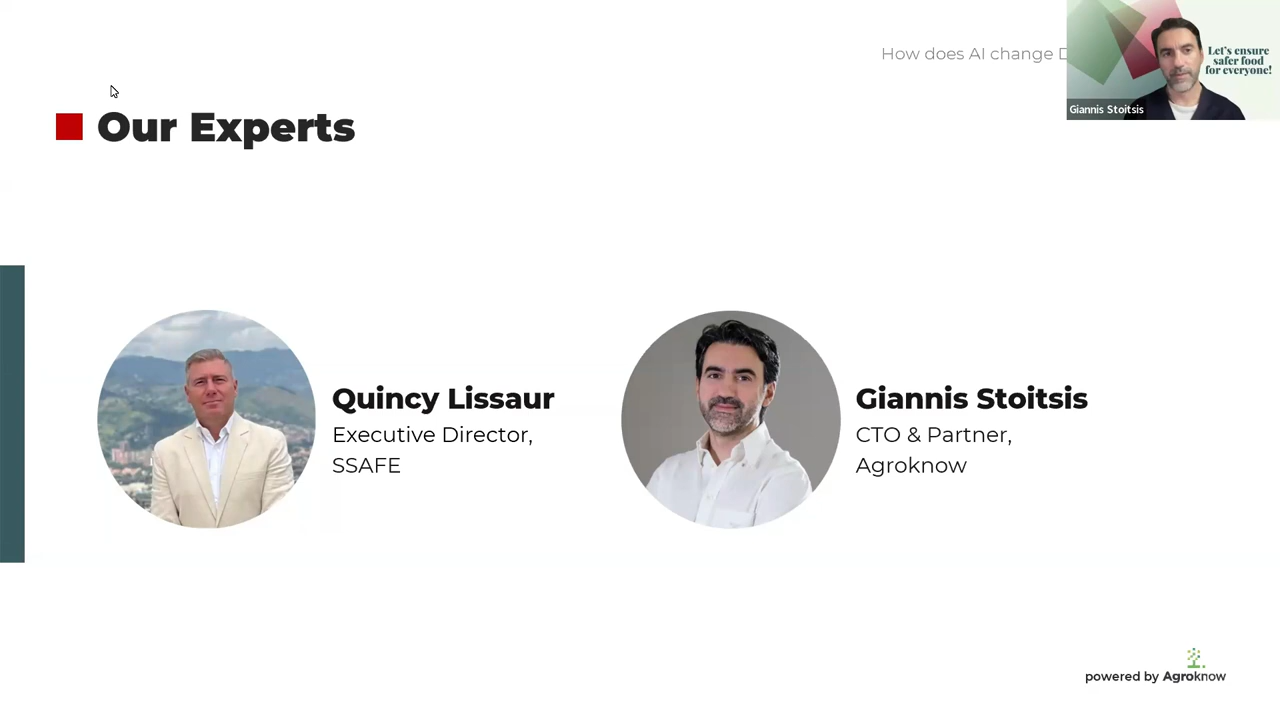 How does AI change
Let's ensure
safer food
for everyone!
Giannis Stoitsis
Our Experts
Quincy Lissaur
Executive Director,
SSAFE
Giannis Stoitsis
CTO & Partner,
Agroknow
powered by Agroknow